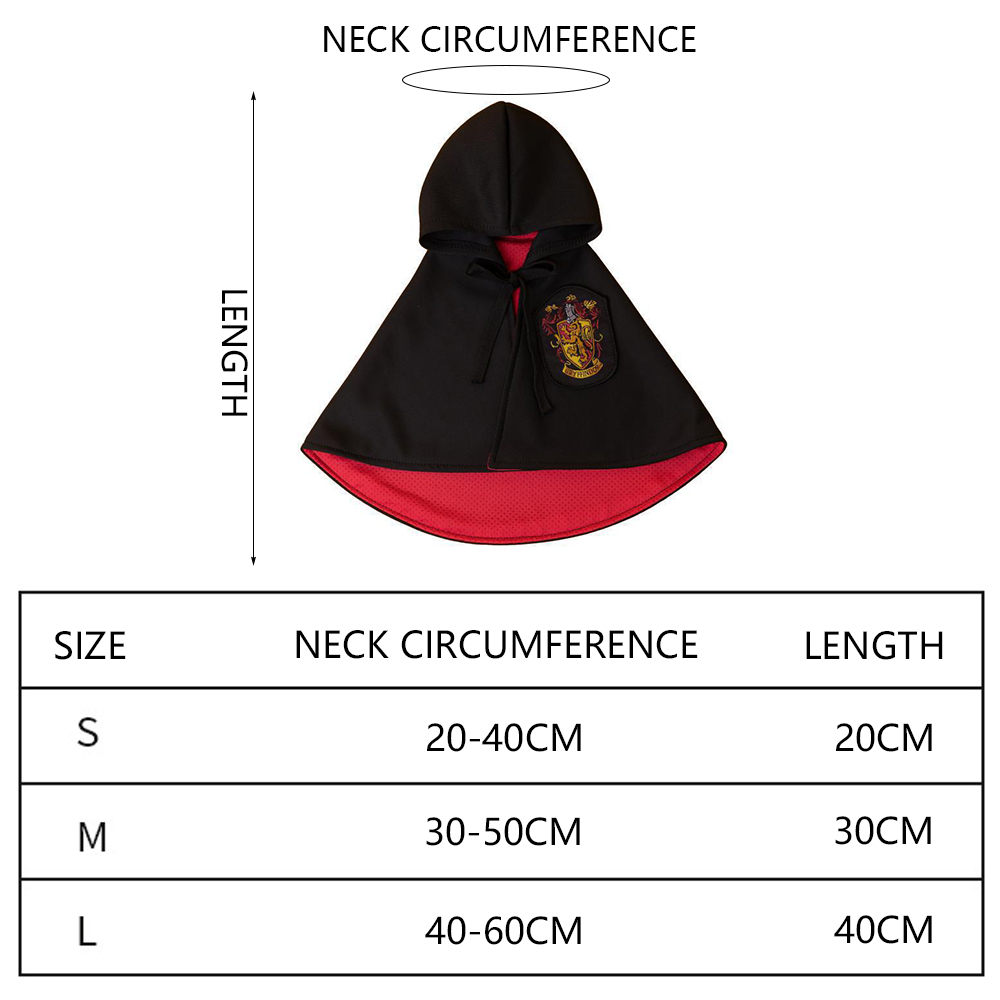 NECK CIRCUMFERENCE
LENGTH
SIZE NECK CIRCUMFERENCE LENGTH
S 20-40CM 20CM
M 30-50CM 30CM
L 40-60CM 40CM